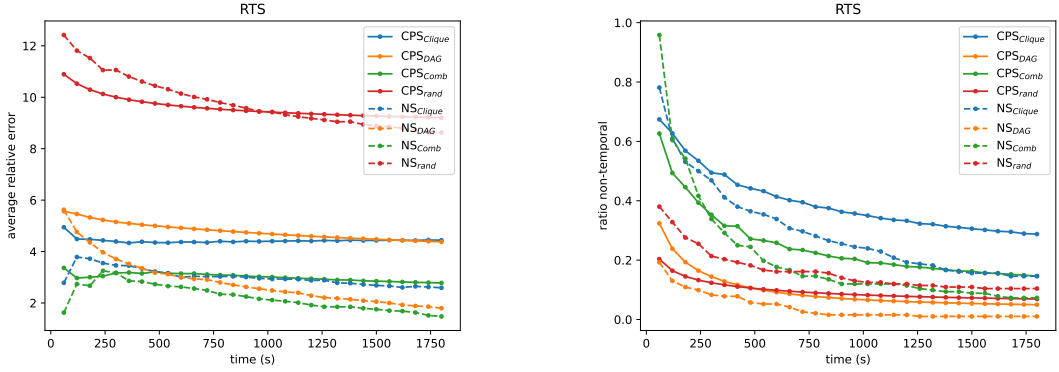 RTS
12
10
8
6
4
2
0
250
500
750
1000
1250
1500
1750
average relative error
time (s)
CPS_Clique
CPS_DAG
CPS_Comb
CPS_rand
NS_Clique
NS_DAG
NS_Comb
NS_rand
RTS
1.0
0.8
0.6
0.4
0.2
0.0
0
250
500
750
1000
1250
1500
1750
ratio non-temporal
time (s)
CPS_Clique
CPS_DAG
CPS_Comb
CPS_rand
NS_Clique
NS_DAG
NS_Comb
NS_rand